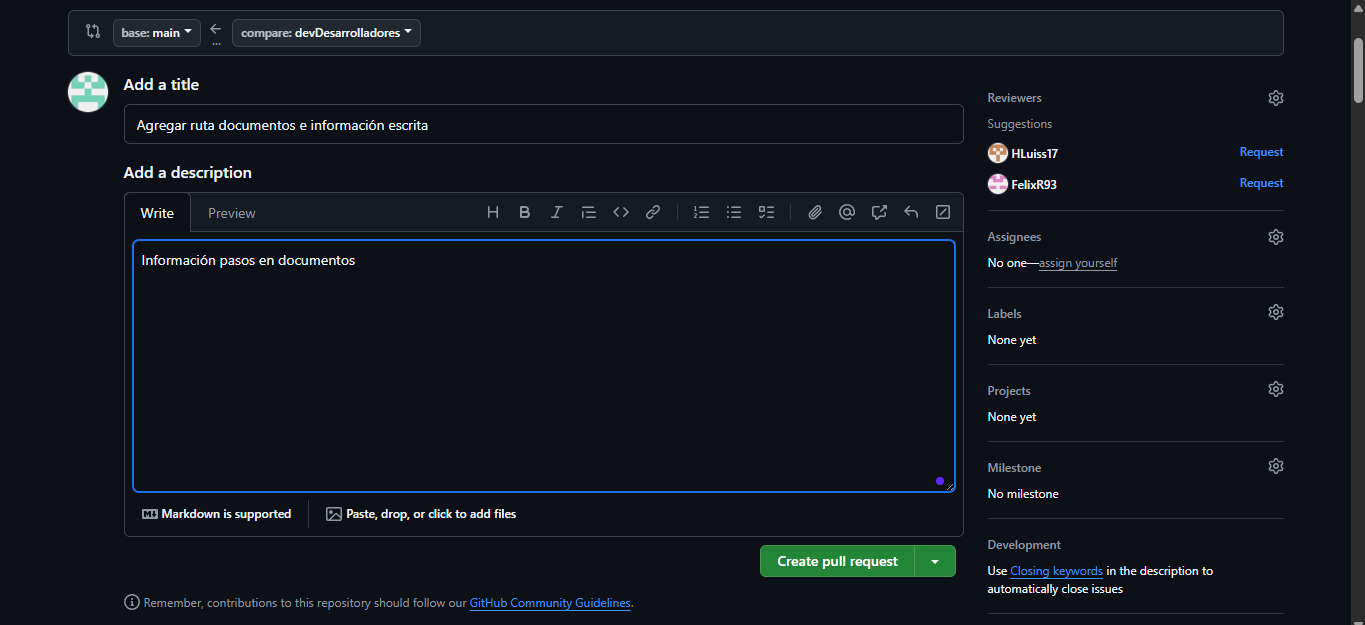 base: main
...
compare: devDesarrolladores
Add a title
Agregar ruta documentos e información escrita
Add a description
Write
Preview
Información pasos en documentos
Markdown is supported
Paste, drop, or click to add files
Create pull request
Remember, contributions to this repository should follow our GitHub Community Guidelines.
Reviewers
Suggestions
HLuiss17 Request
FelixR93 Request
Assignees
No one—assign yourself
Labels
None yet
Projects
None yet
Milestone
No milestone
Development
Use Closing keywords in the description to
automatically close issues